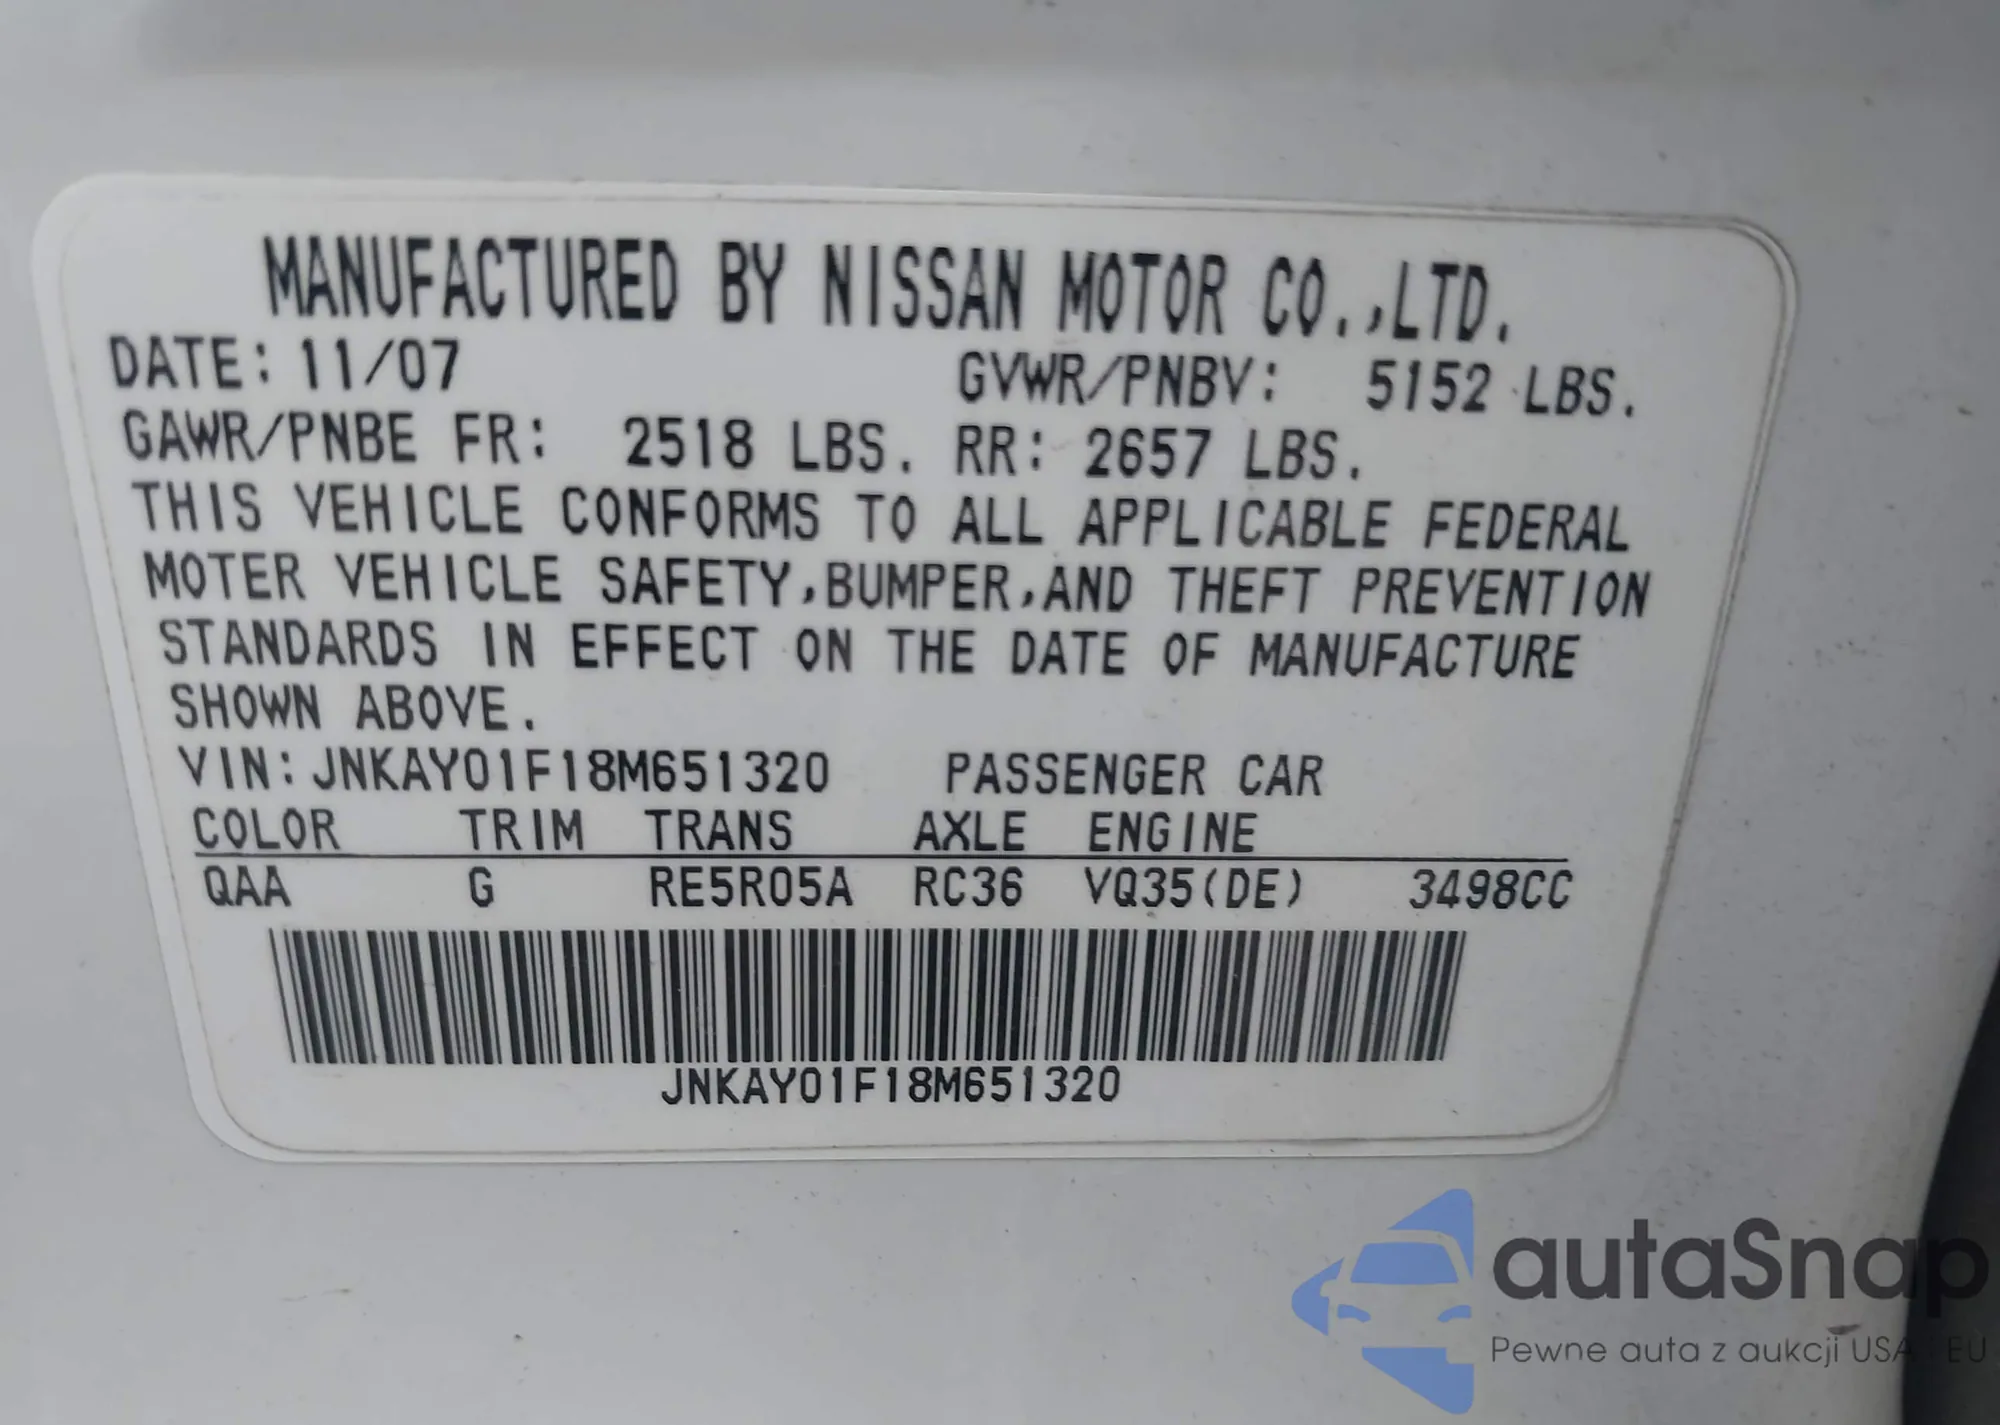 MANUFACTURED BY NISSAN MOTOR CO.,LTD.
DATE: 11/07 GVWR/PNBV: 5152 LBS.
GAWR/PNBE FR: 2518 LBS. RR: 2657 LBS.
THIS VEHICLE CONFORMS TO ALL APPLICABLE FEDERAL
MOTER VEHICLE SAFETY,BUMPER,AND THEFT PREVENTION
STANDARDS IN EFFECT ON THE DATE OF MANUFACTURE
SHOWN ABOVE.
VIN: JNKAY01F18M651320 PASSENGER CAR
COLOR TRIM TRANS AXLE ENGINE
QAA G RE5R05A RC36 VQ35(DE) 3498CC
JNKAY01F18M651320
autaSnap
Pewne auta z aukcji USA EU